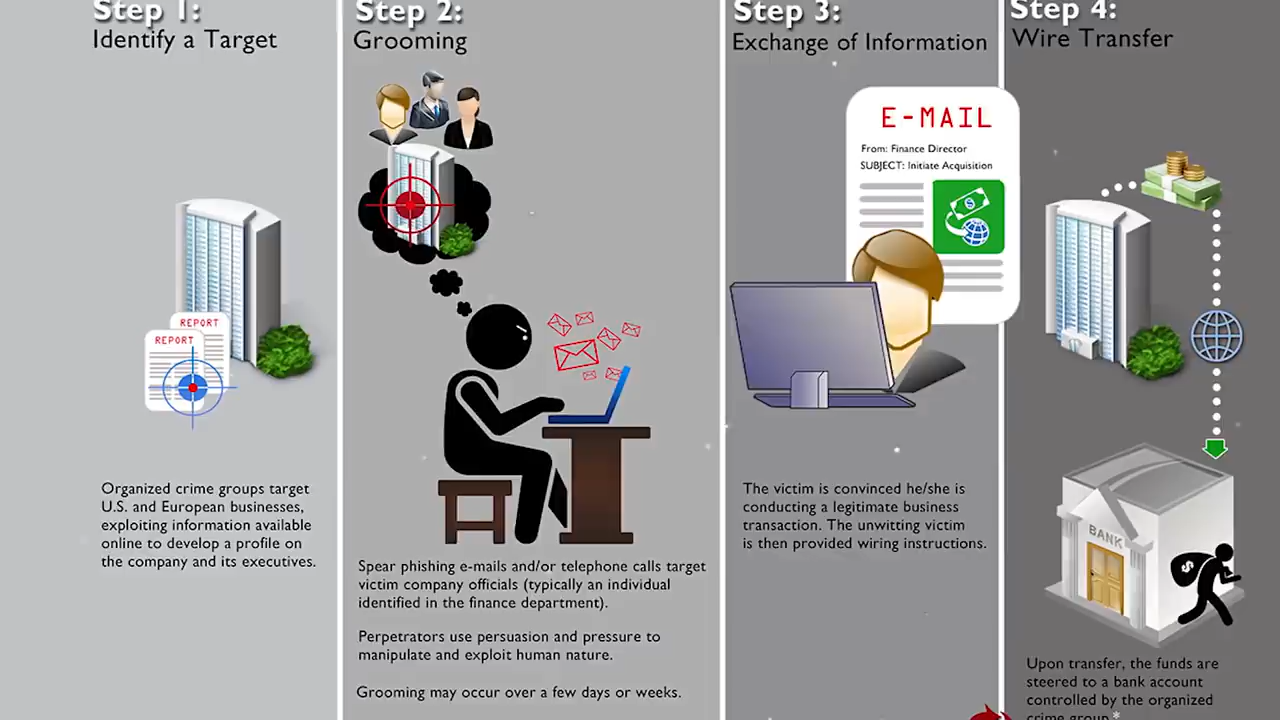 Step 1:
Identify a Target
REPORT
REPORT
Organized crime groups target
U.S. and European businesses,
exploiting information available
online to develop a profile on
the company and its executives.
Step 2:
Grooming
Spear phishing e-mails and/or telephone calls target
victim company officials (typically an individual
identified in the finance department).
Perpetrators use persuasion and pressure to
manipulate and exploit human nature.
Grooming may occur over a few days or weeks.
Step 3:
Exchange of Information
E-MAIL
From: Finance Director
SUBJECT: Initiate Acquisition
$
The victim is convinced he/she is
conducting a legitimate business
transaction. The unwitting victim
is then provided wiring instructions.
Step 4:
Wire Transfer
BANK
$
Upon transfer, the funds are
steered to a bank account
controlled by the organized
crime group.*